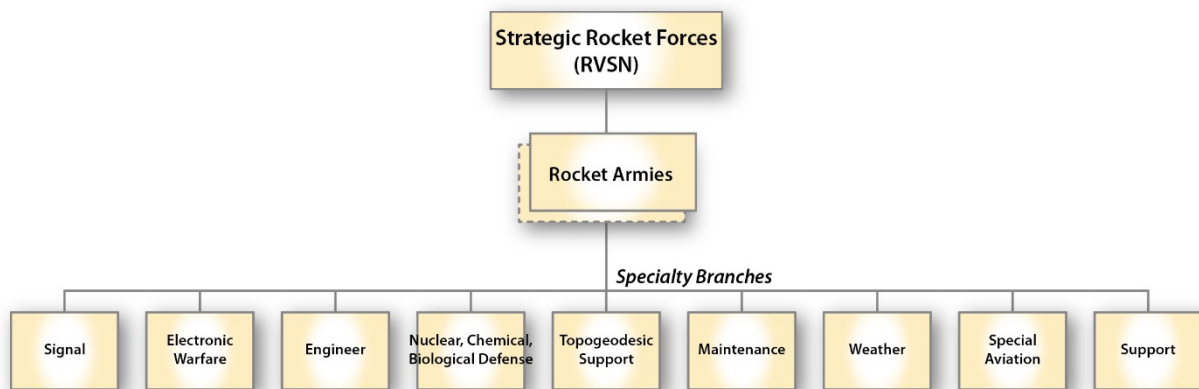 Strategic Rocket Forces
(RVSN)
Rocket Armies
Specialty Branches
Signal
Electronic
Warfare
Engineer
Nuclear, Chemical,
Biological Defense
Topogeodesic
Support
Maintenance
Weather
Special
Aviation
Support